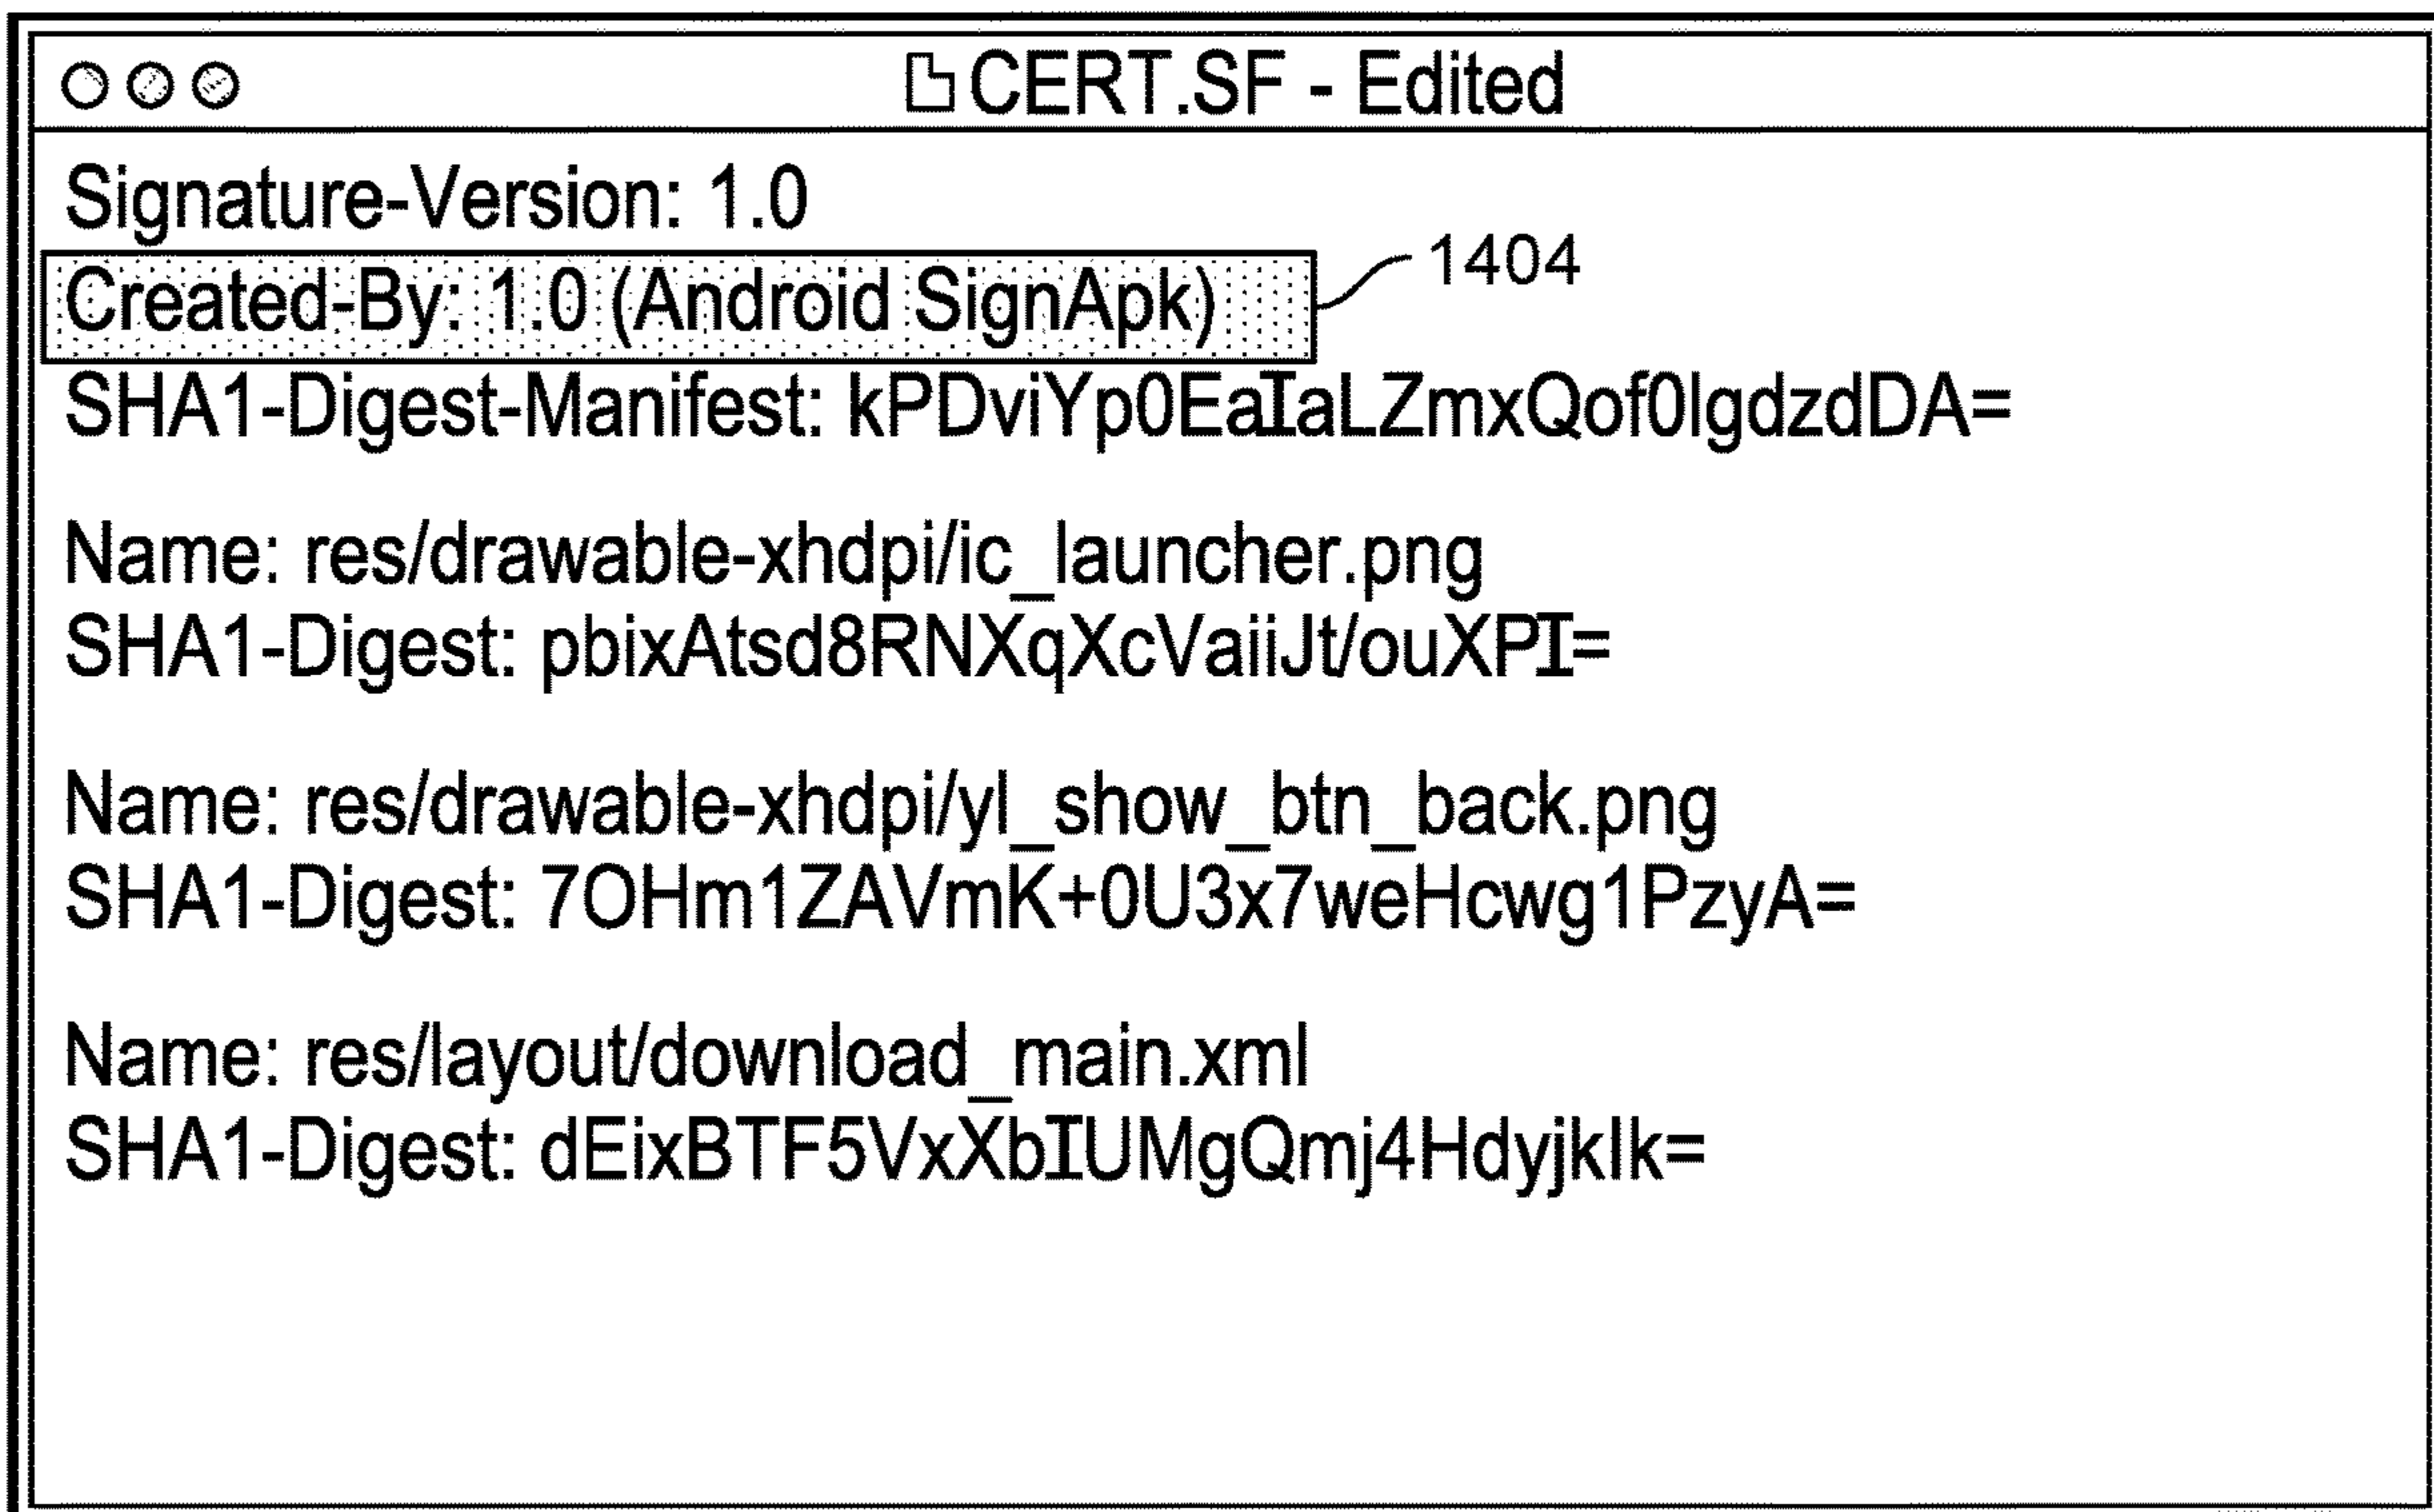 CERT.SF - Edited
Signature-Version: 1.0
Created-By: 1.0 (Android SignApk)
1404
SHA1-Digest-Manifest: kPDviYp0EaIaLZmxQof0lgdzdDA=
Name: res/drawable-xhdpi/ic_launcher.png
SHA1-Digest: pbixAtsd8RNXqXcVaiiJt/ouXPI=
Name: res/drawable-xhdpi/yl_show_btn_back.png
SHA1-Digest: 7OHm1ZAVmK+0U3x7weHcwg1PzyA=
Name: res/layout/download_main.xml
SHA1-Digest: dEixBTF5VxXbIUMgQmj4Hdyjklk=